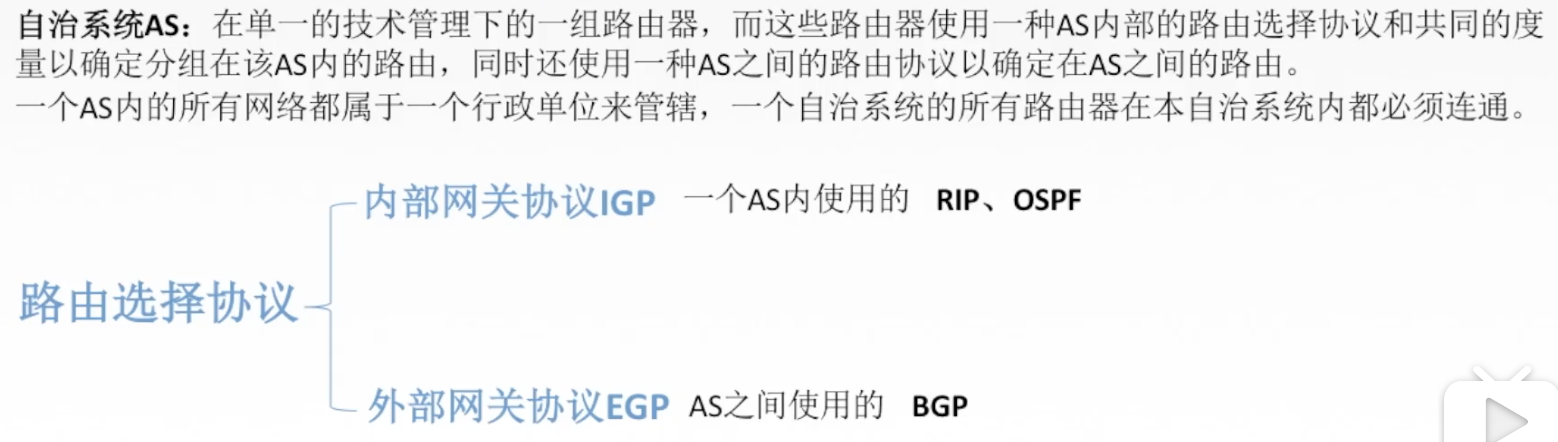 自治系统AS：在单一的技术管理下的一组路由器，而这些路由器使用一种AS内部的路由选择协议和共同的度
量以确定分组在该AS内的路由，同时还使用一种AS之间的路由协议以确定在AS之间的路由。
一个AS内的所有网络都属于一个行政单位来管辖，一个自治系统的所有路由器在本自治系统内都必须连通。
内部网关协议IGP 一个AS内使用的 RIP、OSPF
路由选择协议
外部网关协议EGP AS之间使用的 BGP